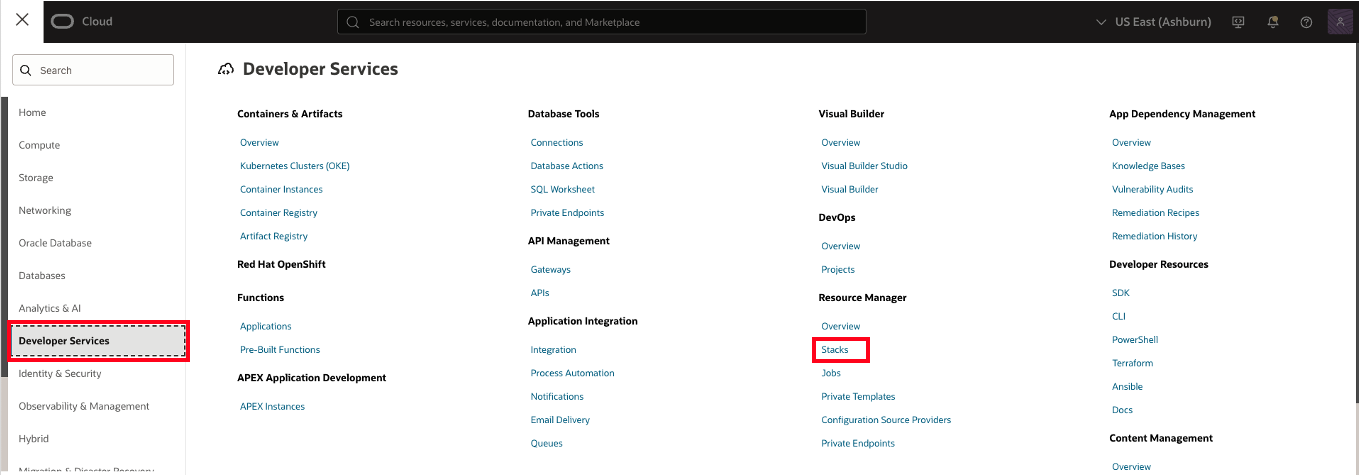 Cloud
Search resources, services, documentation, and Marketplace
US East (Ashburn)
Search
Home
Compute
Storage
Networking
Oracle Database
Databases
Analytics & AI
Developer Services
Identity & Security
Observability & Management
Hybrid
Migration & Disaster Recovery
Developer Services
Containers & Artifacts
Overview
Kubernetes Clusters (OKE)
Container Instances
Container Registry
Artifact Registry
Red Hat OpenShift
Functions
Applications
Pre-Built Functions
APEX Application Development
APEX Instances
Database Tools
Connections
Database Actions
SQL Worksheet
Private Endpoints
API Management
Gateways
APIs
Application Integration
Integration
Process Automation
Notifications
Email Delivery
Queues
Visual Builder
Overview
Visual Builder Studio
Visual Builder
DevOps
Overview
Projects
Resource Manager
Overview
Stacks
Jobs
Private Templates
Configuration Source Providers
Private Endpoints
App Dependency Management
Overview
Knowledge Bases
Vulnerability Audits
Remediation Recipes
Remediation History
Developer Resources
SDK
CLI
PowerShell
Terraform
Ansible
Docs
Content Management
Overview